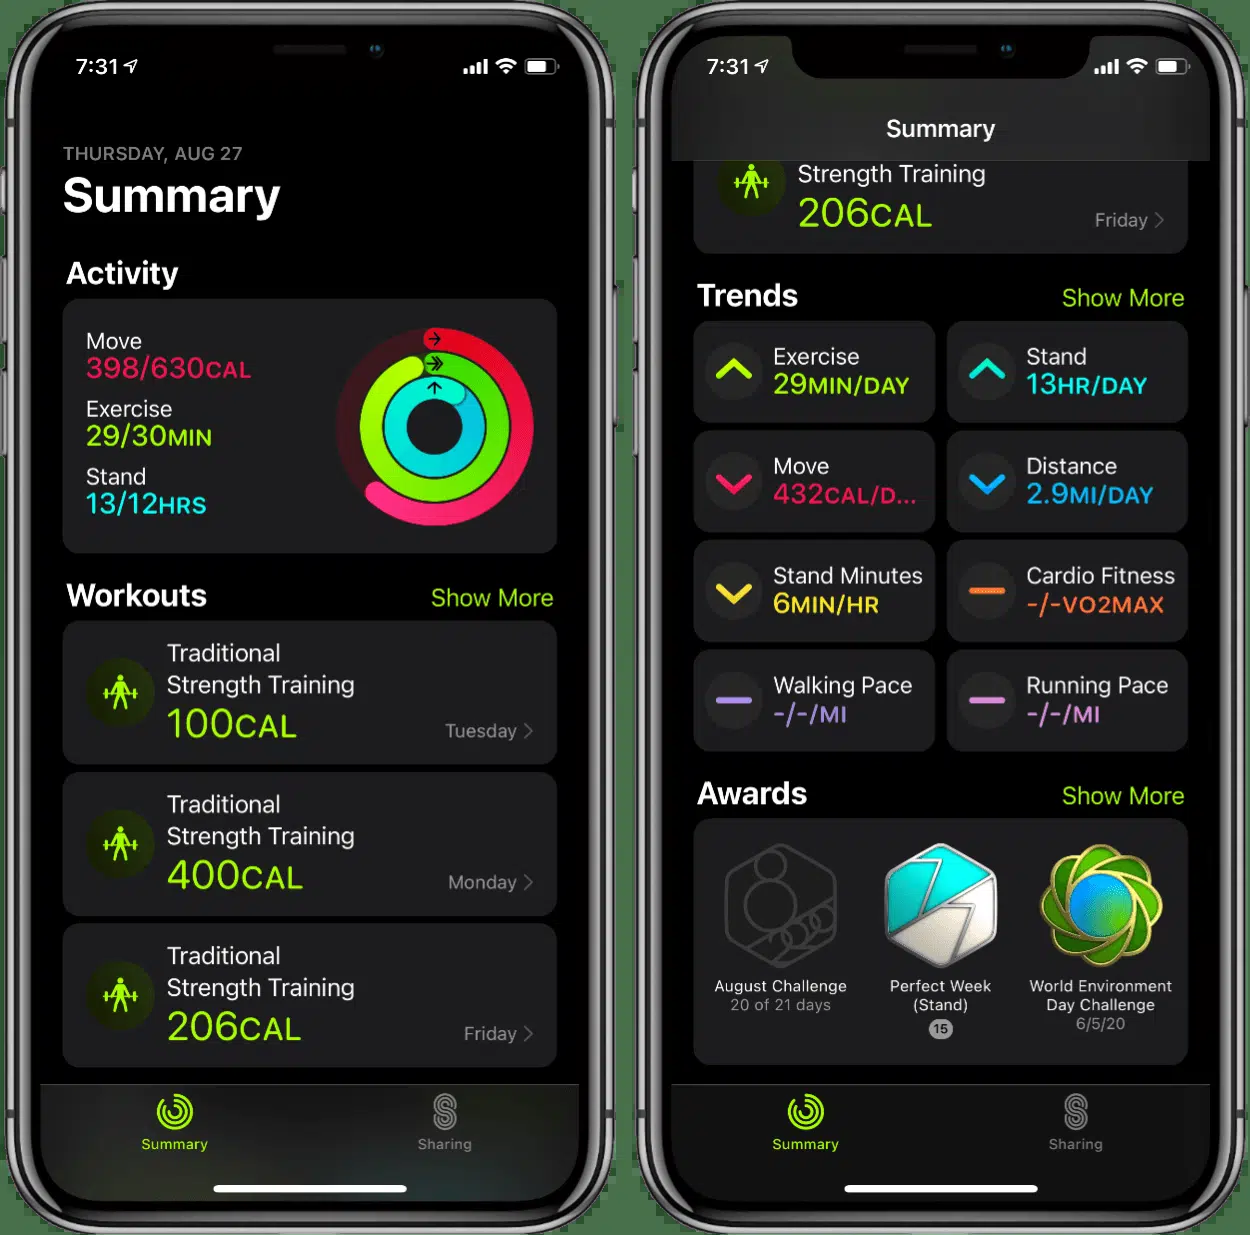 7:31
THURSDAY, AUG 27
Summary
Activity
Move
398/630CAL
Exercise
29/30MIN
Stand
13/12HRS
Workouts
Show More
Traditional
Strength Training
100CAL
Tuesday
Traditional
Strength Training
400CAL
Monday
Traditional
Strength Training
206CAL
Friday
Summary
Sharing
7:31
Summary
Strength Training
206CAL
Friday
Trends
Show More
Exercise
29MIN/DAY
Stand
13HR/DAY
Move
432CAL/D...
Distance
2.9MI/DAY
Stand Minutes
6MIN/HR
Cardio Fitness
-/-VO2MAX
Walking Pace
-/-/MI
Running Pace
-/-/MI
Awards
Show More
August Challenge
20 of 21 days
Perfect Week
(Stand)
15
World Environment
Day Challenge
6/5/20
Summary
Sharing